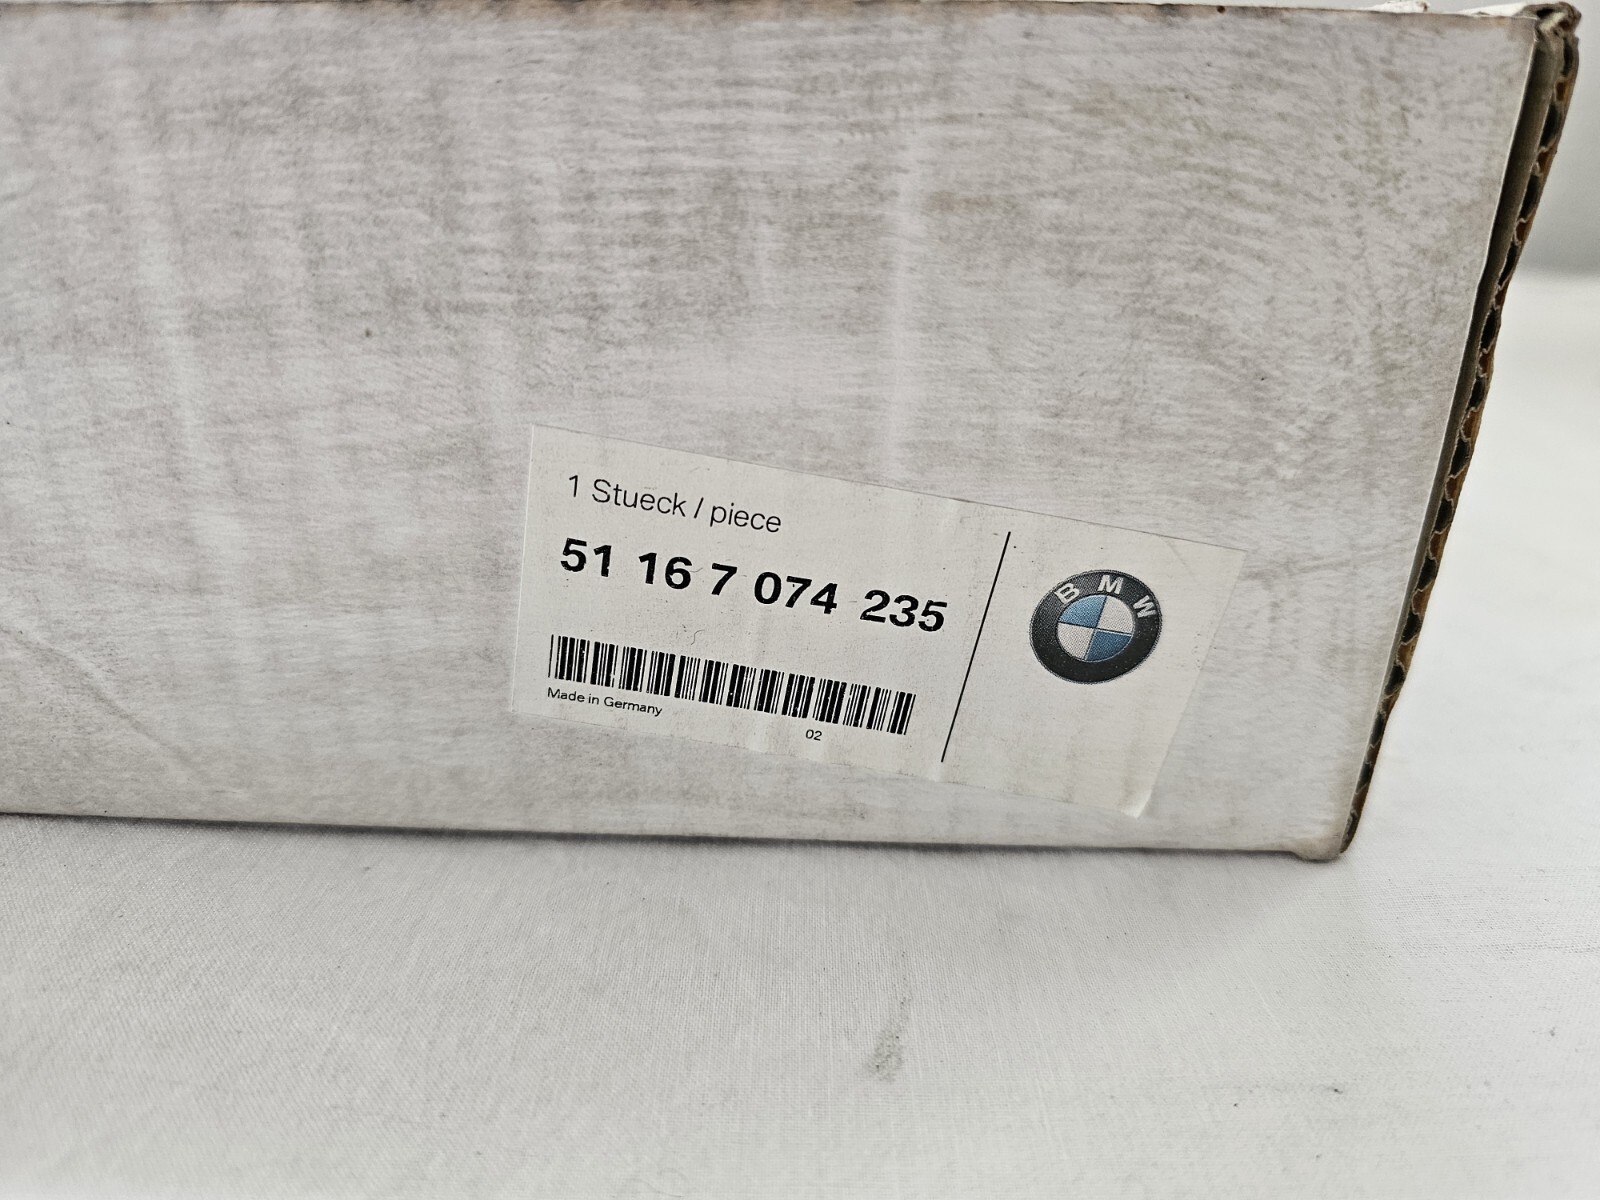 1 Stueck / piece
51 16 7 074 235
Made in Germany
02
BMW